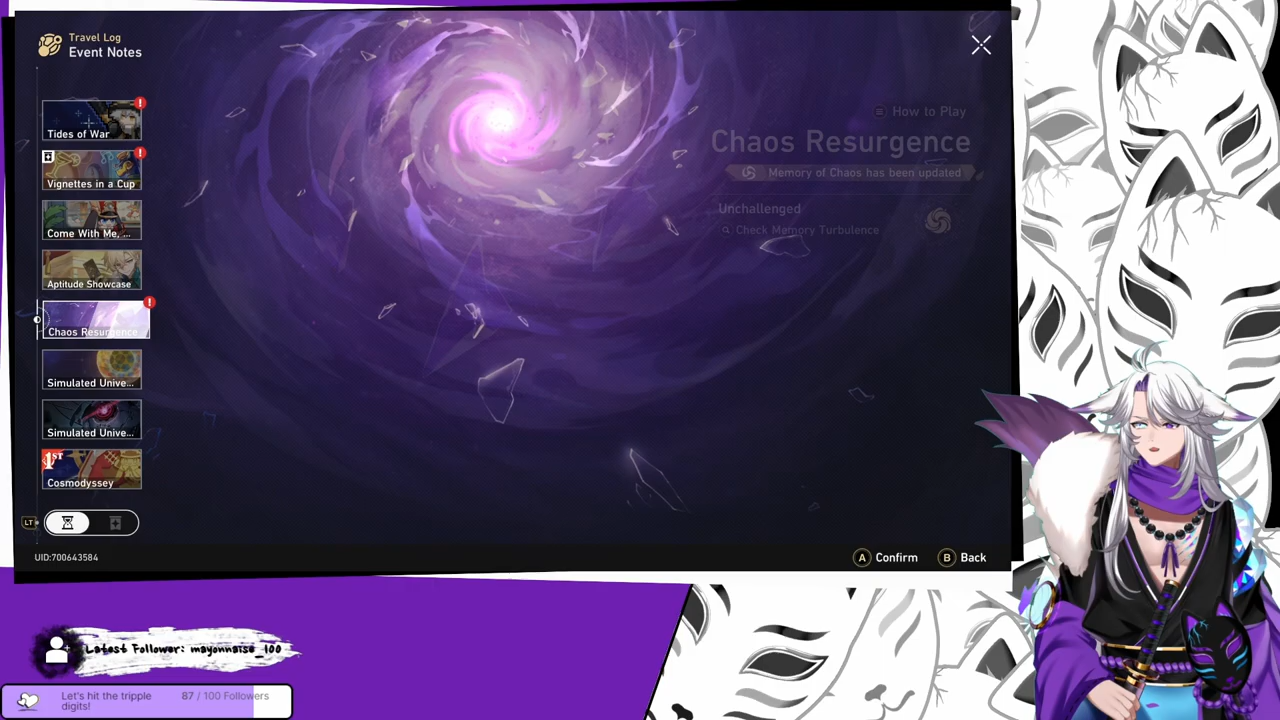 Travel Log
Event Notes
Tides of War
Vignettes in a Cup
Come With Me, ...
Aptitude Showcase
Chaos Resurgence
Simulated Unive...
Simulated Unive...
1ST
Cosmodyssey
LT
UID:700643584
How to Play
Chaos Resurgence
Memory of Chaos has been updated
Unchallenged
Check Memory Turbulence
A Confirm
B Back
Latest Follower: mayonnaise_100
Let's hit the tripple digits!
87 / 100 Followers